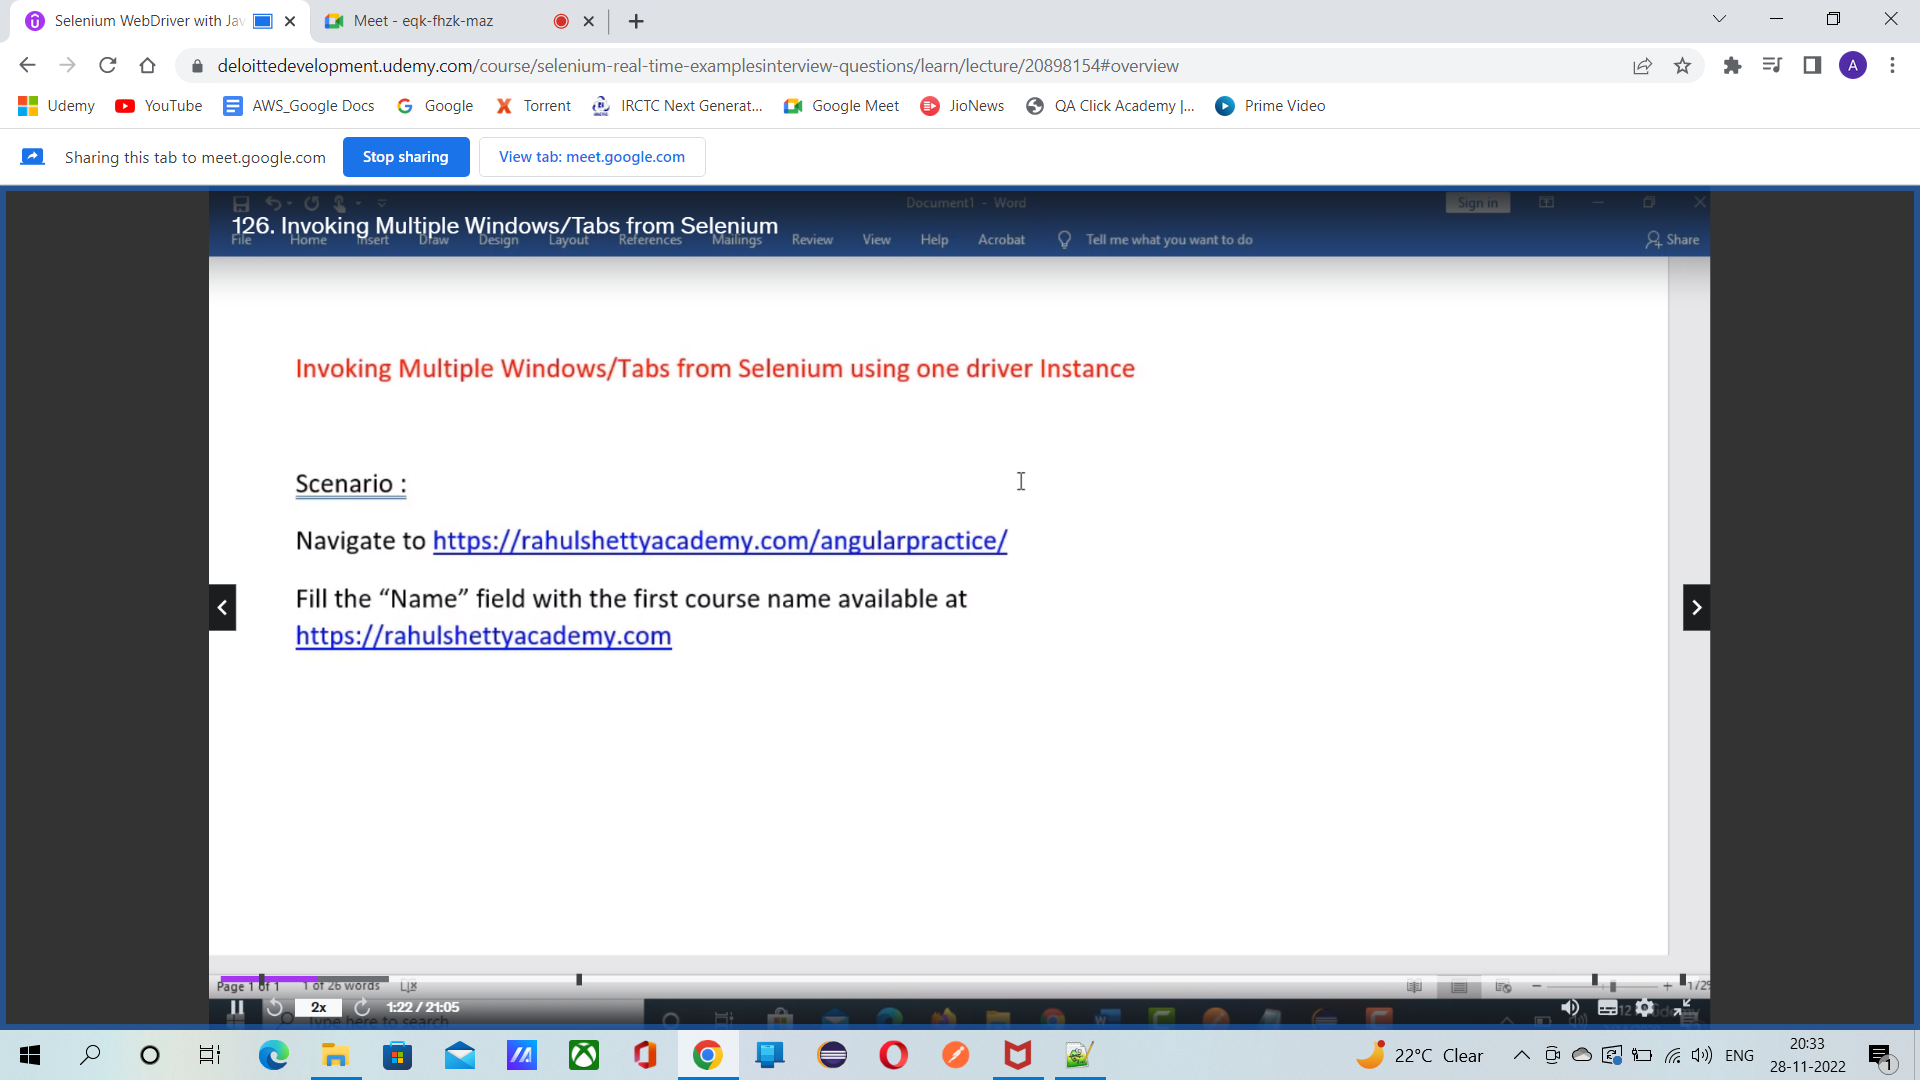 Selenium WebDriver with Jav
Meet - eqk-fhzk-maz
deloittedevelopment.udemy.com/course/selenium-real-time-examplesinterview-questions/learn/lecture/20898154#overview
A
Udemy YouTube AWS_Google Docs Google Torrent IRCTC Next Generat... Google Meet JioNews QA Click Academy |... Prime Video
Sharing this tab to meet.google.com Stop sharing View tab: meet.google.com
Document1 - Word Sign in
126. Invoking Multiple Windows/Tabs from Selenium
File Home Insert Draw Design Layout References Mailings Review View Help Acrobat Tell me what you want to do Share
Invoking Multiple Windows/Tabs from Selenium using one driver Instance
Scenario :
Navigate to https://rahulshettyacademy.com/angularpractice/
Fill the “Name” field with the first course name available at
https://rahulshettyacademy.com
Page 1 of 1 1 of 26 words
2x 1:22 / 21:05
Type here to search
22°C Clear ENG
20:33
28-11-2022
1